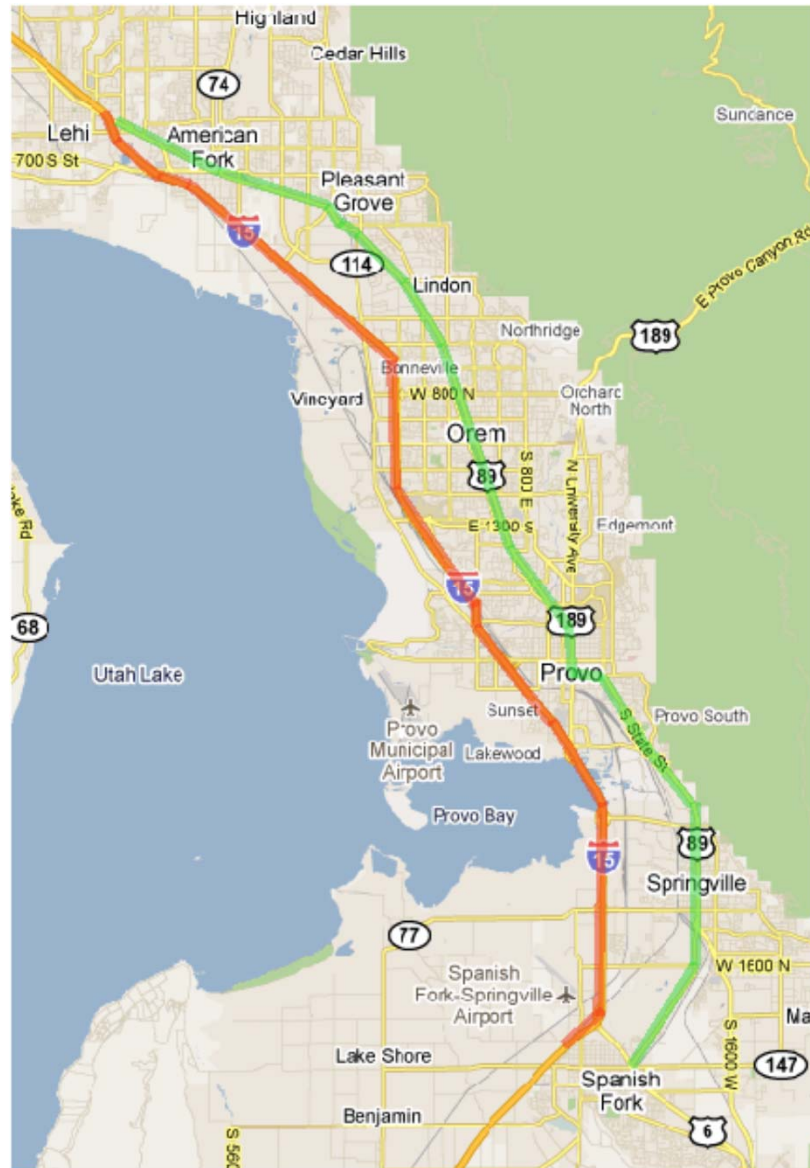 Highland
Cedar Hills
74
Sundance
Lehi
American
Fork
700 S St
Pleasant
Grove
15
114
E Provo Canyon Rd
Lindon
Northridge
189
Bonneville
Vineyard
W 800 N
Orchard
North
Orem
S 800 E
89
N University Ave
E 1300 S
Edgemont
15
68
189
Utah Lake
Provo
Sunset
S State St
Provo South
Provo
Municipal
Airport
Lakewood
Provo Bay
89
15
Springville
77
W 1600 N
Spanish
Fork-Springville
Airport
Ma
S 1600 W
Lake Shore
147
Spanish
Fork
Benjamin
6
S 560